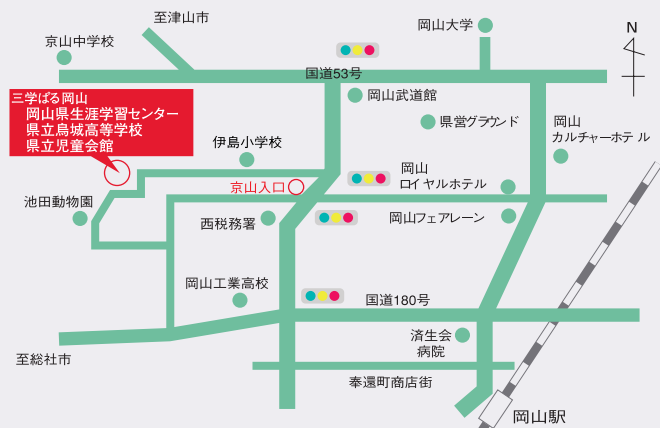 至津山市
京山中学校
岡山大学
N
国道53号
三学ぱる岡山
岡山県生涯学習センター
県立烏城高等学校
県立児童会館
岡山武道館
県営グラウンド
岡山
カルチャーホテル
伊島小学校
岡山
ロイヤルホテル
京山入口
池田動物園
西税務署
岡山フェアレーン
岡山工業高校
国道180号
済生会
病院
至総社市
奉還町商店街
岡山駅